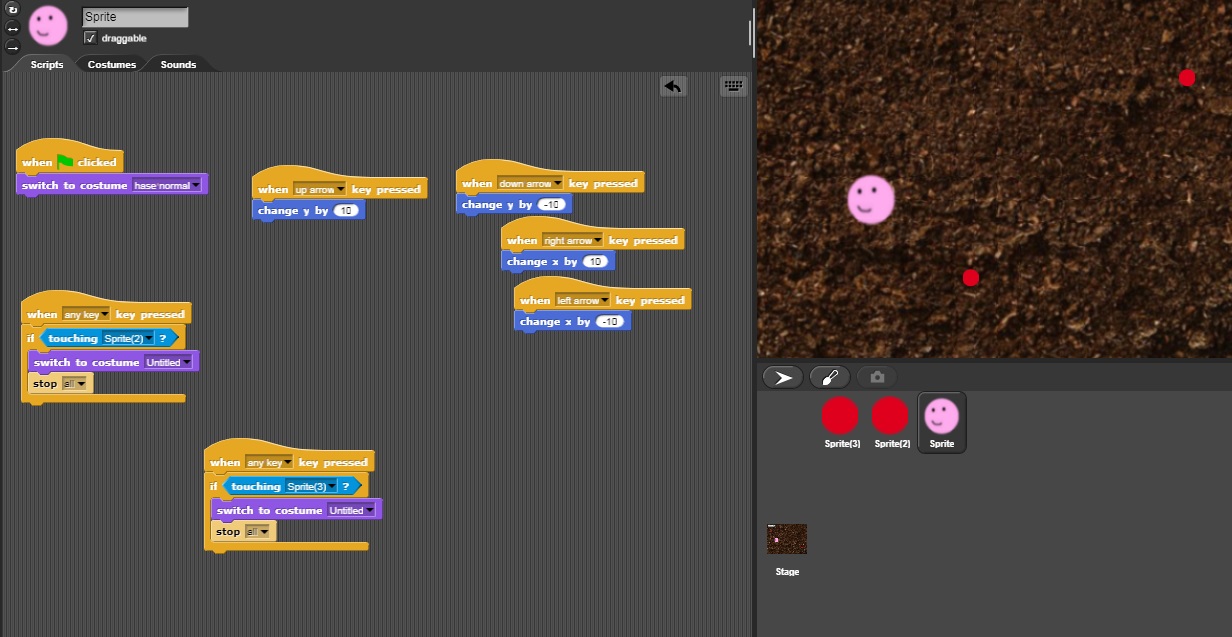 Sprite
draggable
Scripts Costumes Sounds
when clicked
switch to costume hase normal
when up arrow key pressed
change y by 10
when down arrow key pressed
change y by -10
when right arrow key pressed
change x by 10
when left arrow key pressed
change x by -10
when any key key pressed
if touching Sprite(2) ?
switch to costume Untitled
stop all
when any key key pressed
if touching Sprite(3) ?
switch to costume Untitled
stop all
Sprite(3) Sprite(2) Sprite
Stage